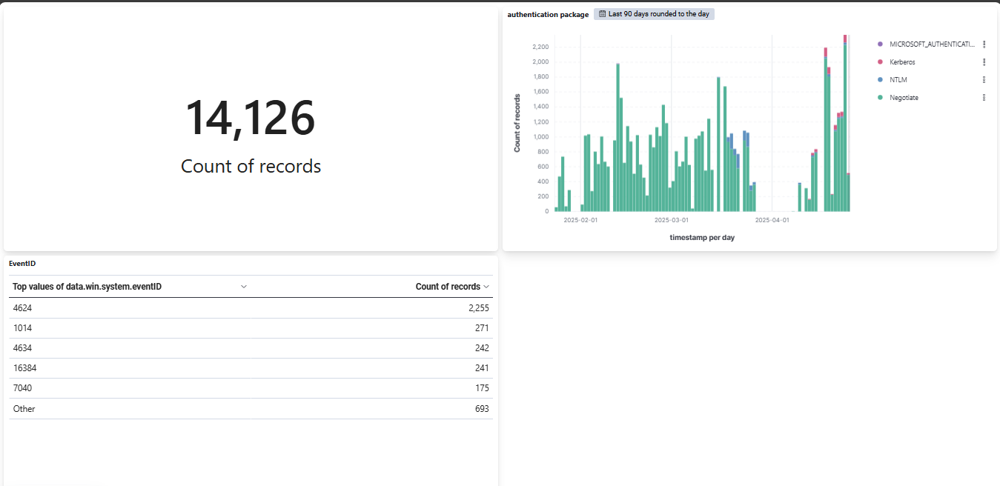 14,126
Count of records
authentication package Last 90 days rounded to the day
Count of records
2,200
2,000
1,800
1,600
1,400
1,200
1,000
800
600
400
200
0
2025-02-01 2025-03-01 2025-04-01
timestamp per day
MICROSOFT_AUTHENTICATI...
Kerberos
NTLM
Negotiate
EventID
Top values of data.win.system.eventID Count of records
4624 2,255
1014 271
4634 242
16384 241
7040 175
Other 693